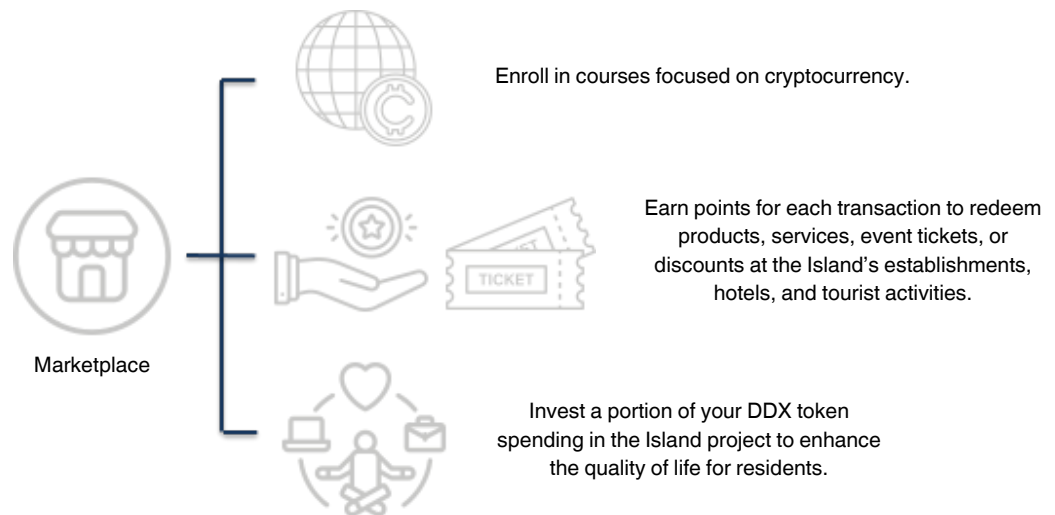 Enroll in courses focused on cryptocurrency.
Earn points for each transaction to redeem
products, services, event tickets, or
discounts at the Island's establishments,
hotels, and tourist activities.
TICKET
Marketplace
Invest a portion of your DDX token
spending in the Island project to enhance
the quality of life for residents.